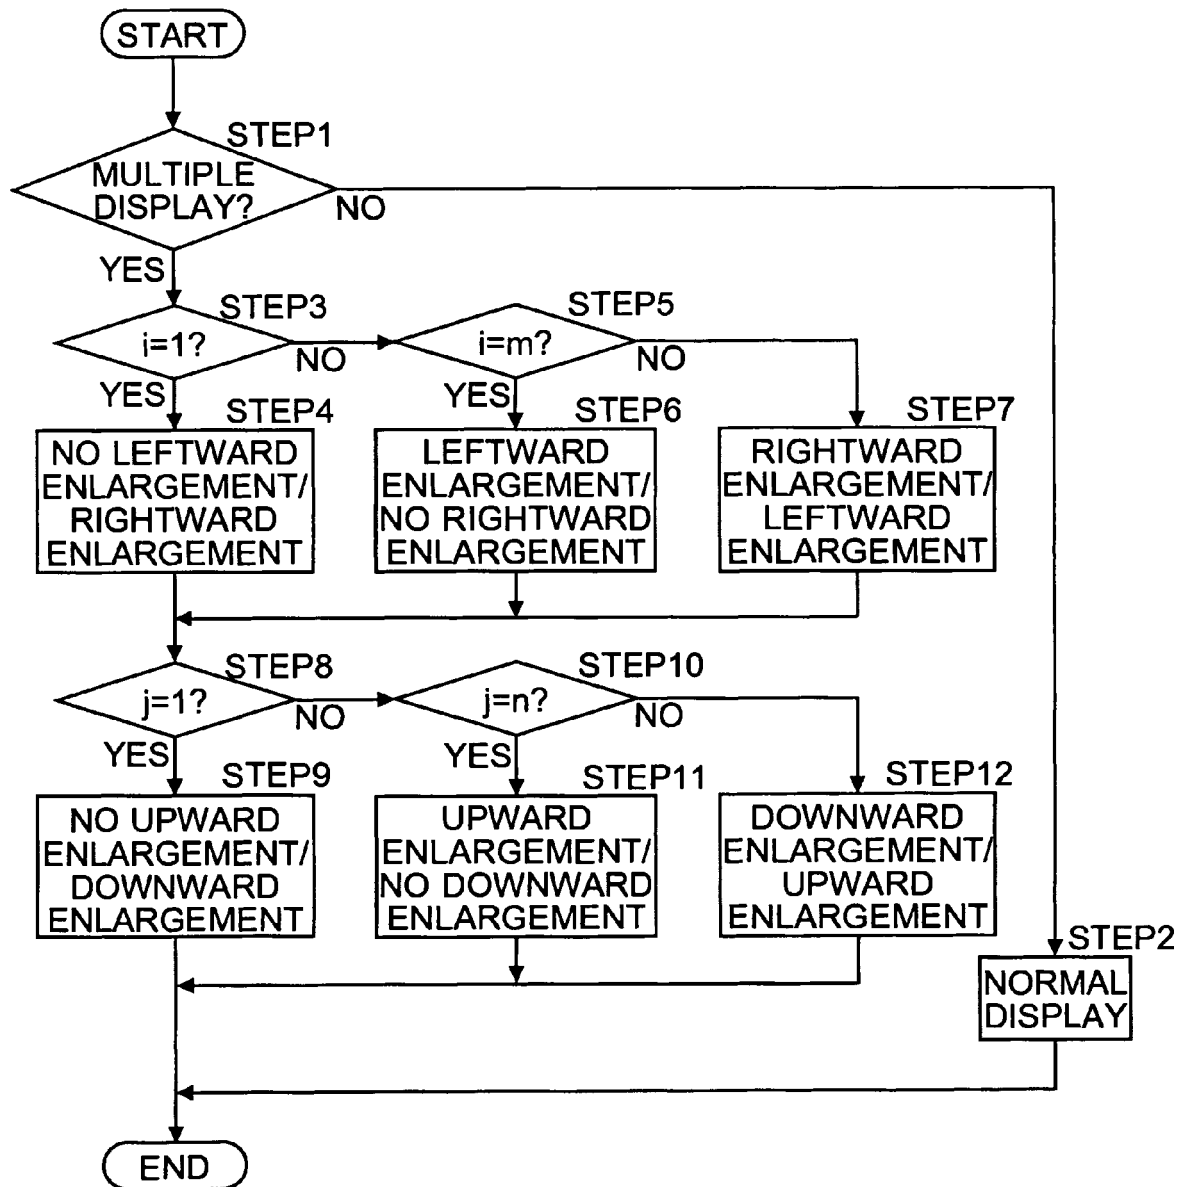 START
STEP1
MULTIPLE
DISPLAY?
NO
YES
STEP3
i=1?
NO
YES
STEP5
i=m?
NO
YES
STEP4
NO LEFTWARD
ENLARGEMENT/
RIGHTWARD
ENLARGEMENT
STEP6
LEFTWARD
ENLARGEMENT/
NO RIGHTWARD
ENLARGEMENT
STEP7
RIGHTWARD
ENLARGEMENT/
LEFTWARD
ENLARGEMENT
STEP8
j=1?
NO
YES
STEP10
j=n?
NO
YES
STEP9
NO UPWARD
ENLARGEMENT/
DOWNWARD
ENLARGEMENT
STEP11
UPWARD
ENLARGEMENT/
NO DOWNWARD
ENLARGEMENT
STEP12
DOWNWARD
ENLARGEMENT/
UPWARD
ENLARGEMENT
STEP2
NORMAL
DISPLAY
END